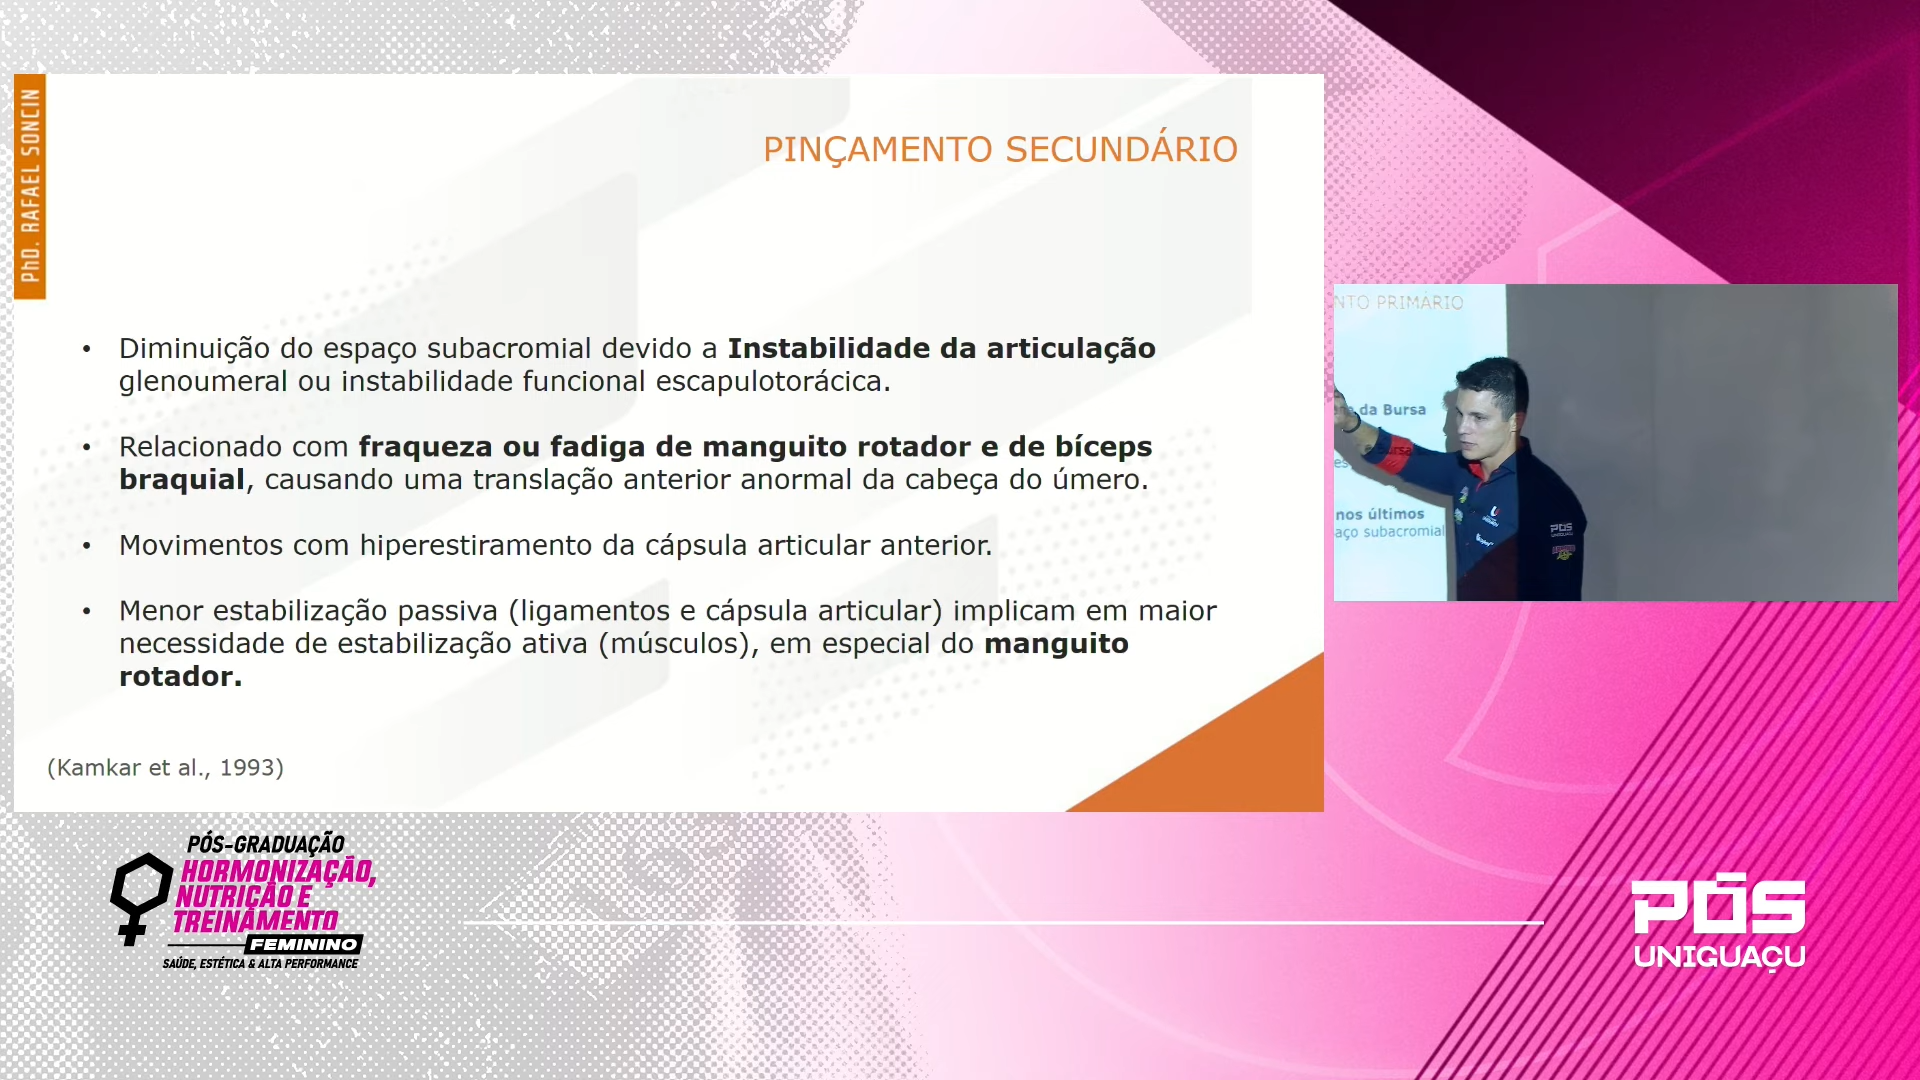 PhD. RAFAEL SONCIN
PINÇAMENTO SECUNDÁRIO
• Diminuição do espaço subacromial devido a Instabilidade da articulação
glenoumeral ou instabilidade funcional escapulotorácica.
• Relacionado com fraqueza ou fadiga de manguito rotador e de bíceps
braquial, causando uma translação anterior anormal da cabeça do úmero.
• Movimentos com hiperestiramento da cápsula articular anterior.
• Menor estabilização passiva (ligamentos e cápsula articular) implicam em maior
necessidade de estabilização ativa (músculos), em especial do manguito
rotador.
(Kamkar et al., 1993)
NTO PRIMÁRIO
da Bursa
nos últimos
aço subacromial
PÓS
PÓS-GRADUAÇÃO
HORMONIZAÇÃO,
NUTRIÇÃO E
TREINAMENTO
FEMININO
SAÚDE, ESTÉTICA & ALTA PERFORMANCE
PÓS
UNIGUAÇU